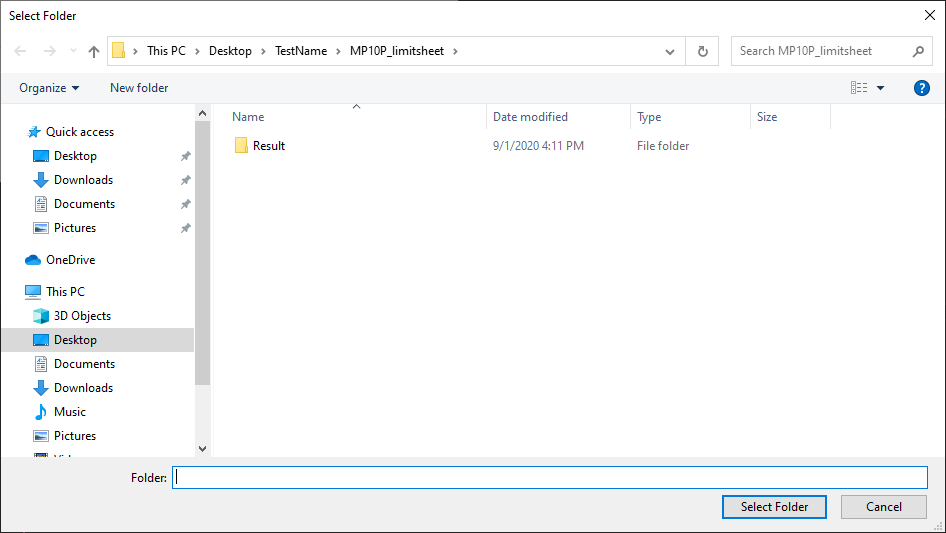 Select Folder
This PC > Desktop > TestName > MP10P_limitsheet >
Search MP10P_limitsheet
Organize
New folder
?
Name
Date modified
Type
Size
Result
9/1/2020 4:11 PM
File folder
Quick access
Desktop
Downloads
Documents
Pictures
OneDrive
This PC
3D Objects
Desktop
Documents
Downloads
Music
Pictures
Folder:
Select Folder
Cancel